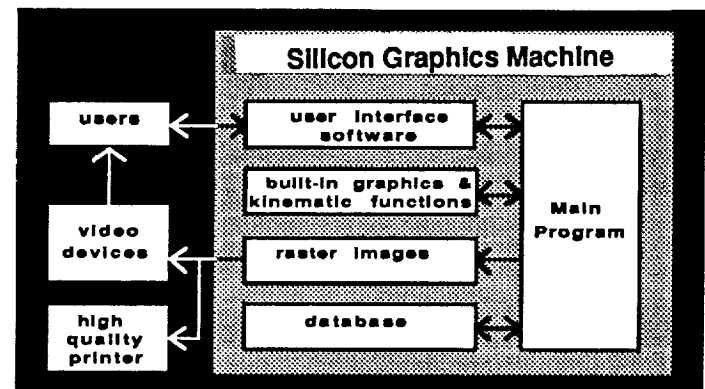 Silicon Graphics Machine
users
user interface
software
built-in graphics &
kinematic functions
Main
Program
video
devices
raster images
high
quality
printer
database